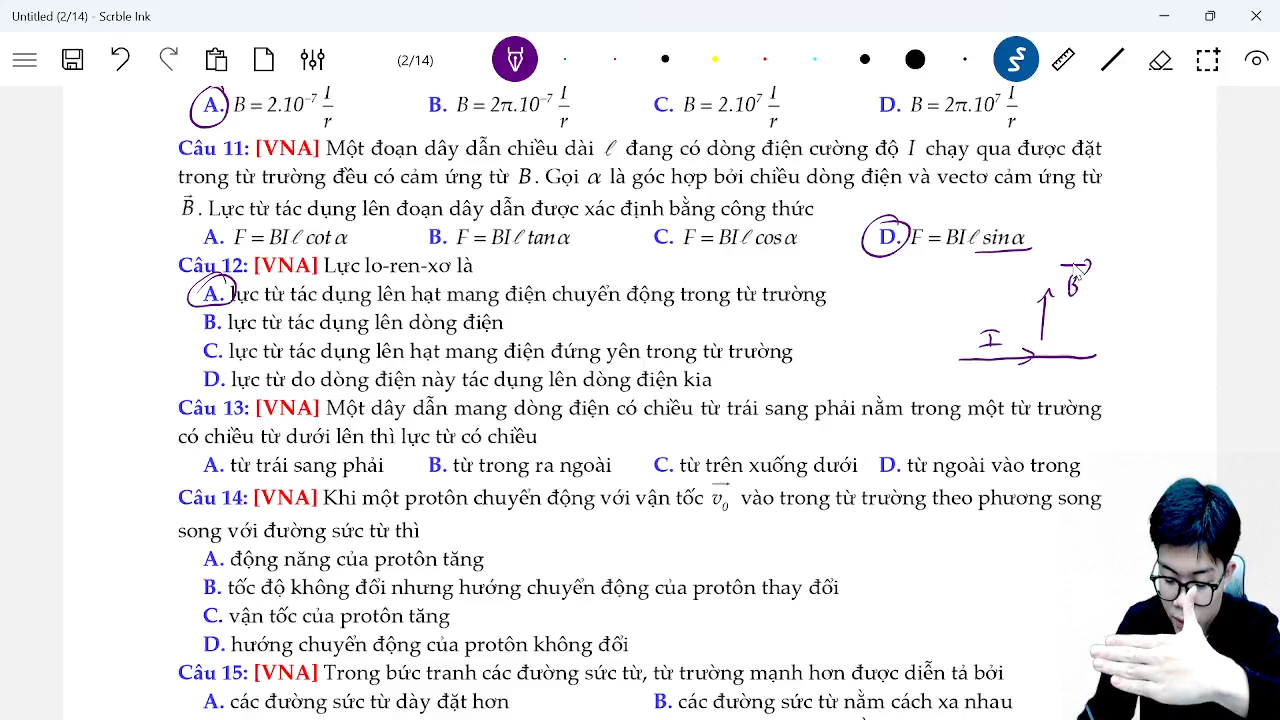 Untitled (2/14) - Scrble Ink
(2/14)
A. B = 2.10⁻⁷ I/r B. B = 2π.10⁻⁷ I/r C. B = 2.10⁷ I/r D. B = 2π.10⁷ I/r
Câu 11: [VNA] Một đoạn dây dẫn chiều dài ℓ đang có dòng điện cường độ I chạy qua được đặt
trong từ trường đều có cảm ứng từ B. Gọi α là góc hợp bởi chiều dòng điện và vectơ cảm ứng từ
B⃗. Lực từ tác dụng lên đoạn dây dẫn được xác định bằng công thức
A. F = BIℓ cot α B. F = BIℓ tan α C. F = BIℓ cos α D. F = BIℓ sin α
Câu 12: [VNA] Lực lo-ren-xơ là
A. lực từ tác dụng lên hạt mang điện chuyển động trong từ trường
B. lực từ tác dụng lên dòng điện
C. lực từ tác dụng lên hạt mang điện đứng yên trong từ trường
D. lực từ do dòng điện này tác dụng lên dòng điện kia
B⃗
I
Câu 13: [VNA] Một dây dẫn mang dòng điện có chiều từ trái sang phải nằm trong một từ trường
có chiều từ dưới lên thì lực từ có chiều
A. từ trái sang phải B. từ trong ra ngoài C. từ trên xuống dưới D. từ ngoài vào trong
Câu 14: [VNA] Khi một protôn chuyển động với vận tốc v⃗₀ vào trong từ trường theo phương song
song với đường sức từ thì
A. động năng của protôn tăng
B. tốc độ không đổi nhưng hướng chuyển động của protôn thay đổi
C. vận tốc của protôn tăng
D. hướng chuyển động của protôn không đổi
Câu 15: [VNA] Trong bức tranh các đường sức từ, từ trường mạnh hơn được diễn tả bởi
A. các đường sức từ dày đặt hơn B. các đường sức từ nằm cách xa nhau